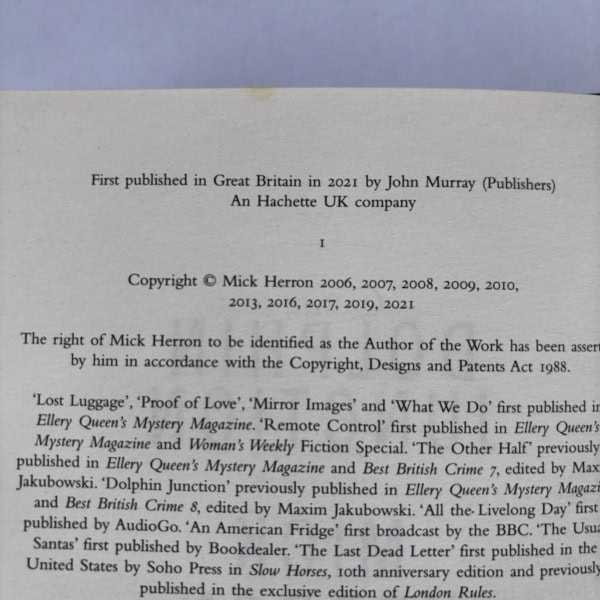 First published in Great Britain in 2021 by John Murray (Publishers)
An Hachette UK company
1
Copyright © Mick Herron 2006, 2007, 2008, 2009, 2010,
2013, 2016, 2017, 2019, 2021
The right of Mick Herron to be identified as the Author of the Work has been assert
by him in accordance with the Copyright, Designs and Patents Act 1988.
'Lost Luggage', 'Proof of Love', 'Mirror Images' and 'What We Do' first published in
Ellery Queen's Mystery Magazine. 'Remote Control' first published in Ellery Queen's
Mystery Magazine and Woman's Weekly Fiction Special. 'The Other Half' previously
published in Ellery Queen's Mystery Magazine and Best British Crime 7, edited by Max
Jakubowski. 'Dolphin Junction' previously published in Ellery Queen's Mystery Magazi
and Best British Crime 8, edited by Maxim Jakubowski. 'All the Livelong Day' first
published by AudioGo. 'An American Fridge' first broadcast by the BBC. 'The Usua
Santas' first published by Bookdealer. 'The Last Dead Letter' first published in the
United States by Soho Press in Slow Horses, 10th anniversary edition and previously
published in the exclusive edition of London Rules.